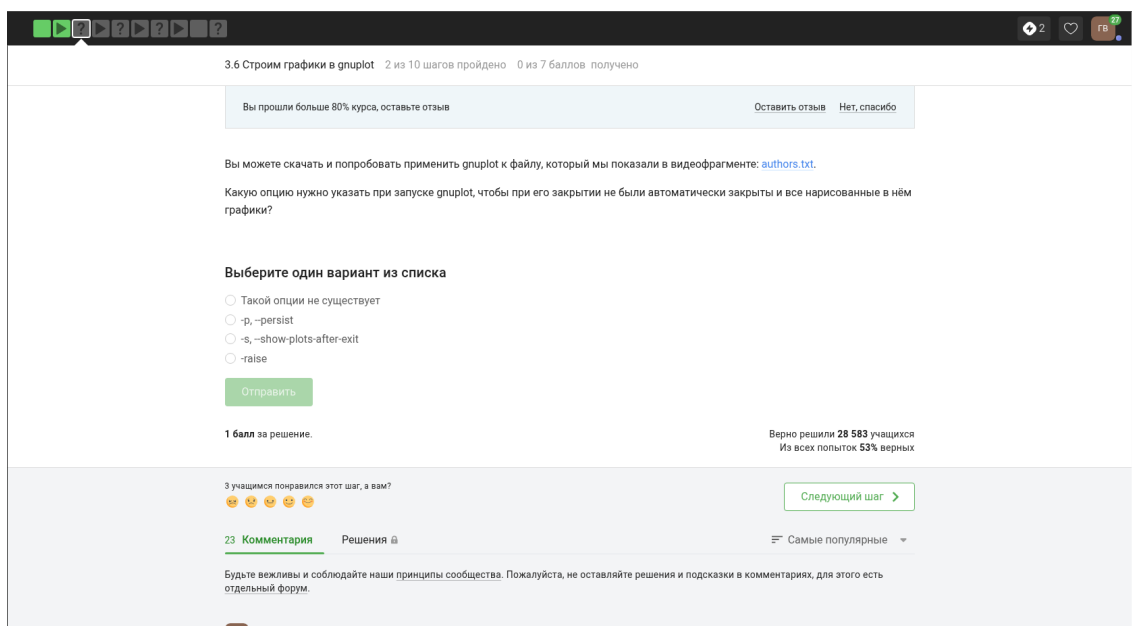 ? ? ? ?
2
ГВ
27
3.6 Строим графики в gnuplot 2 из 10 шагов пройдено 0 из 7 баллов получено
Вы прошли больше 80% курса, оставьте отзыв Оставить отзыв Нет, спасибо
Вы можете скачать и попробовать применить gnuplot к файлу, который мы показали в видеофрагменте: authors.txt.
Какую опцию нужно указать при запуске gnuplot, чтобы при его закрытии не были автоматически закрыты и все нарисованные в нём
графики?
Выберите один вариант из списка
Такой опции не существует
-p, --persist
-s, --show-plots-after-exit
-raise
Отправить
1 балл за решение.
Верно решили 28 583 учащихся
Из всех попыток 53% верных
3 учащимся понравился этот шаг, а вам?
Следующий шаг
23 Комментария Решения Самые популярные
Будьте вежливы и соблюдайте наши принципы сообщества. Пожалуйста, не оставляйте решения и подсказки в комментариях, для этого есть
отдельный форум.